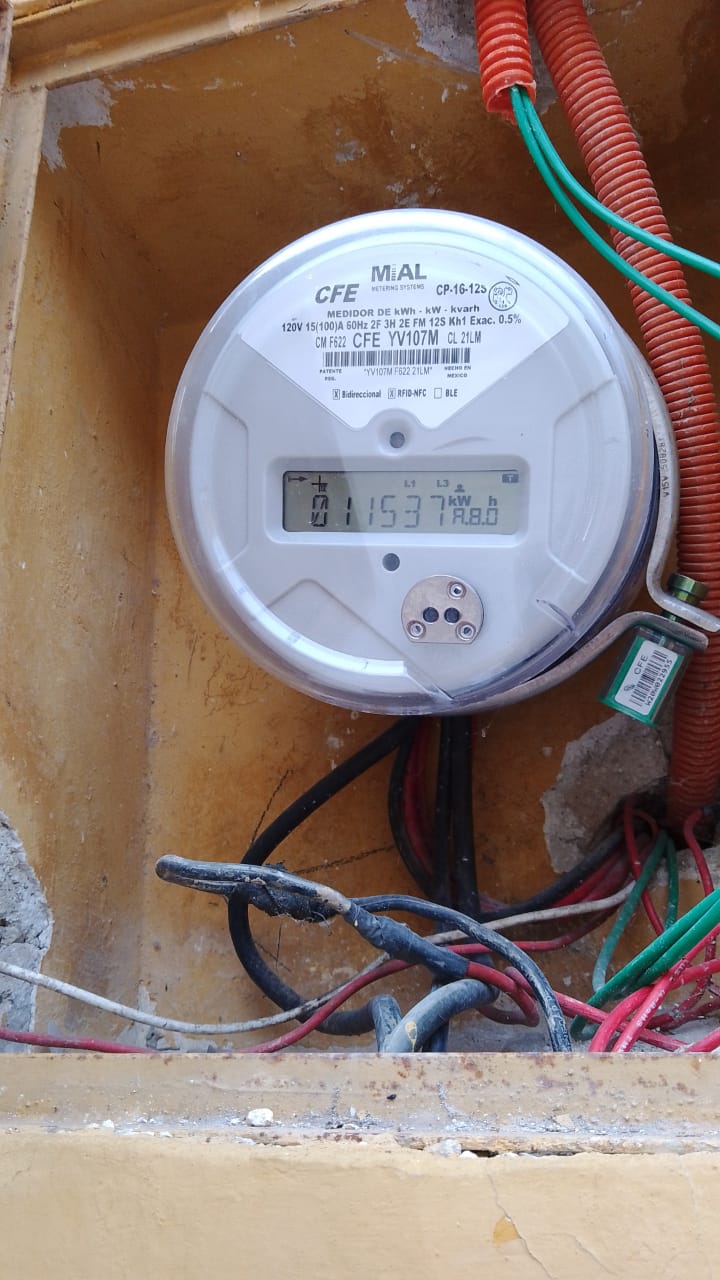 CFE MIAL CP-16-12S
METERING SYSTEMS
MEDIDOR DE kWh - kW - kvarh
120V 15(100)A 60Hz 2F 3H 2E FM 12S Kh1 Exac. 0.5%
CM F622 CFE YV107M CL 21LM
PATENTE PEG. *YV107M F622 21LM* HECHO EN MEXICO
[X] Bidireccional [X] RFID-NFC [ ] BLE
L1 L3 T
011537 kW h A.B.0
CFE
W20N022955